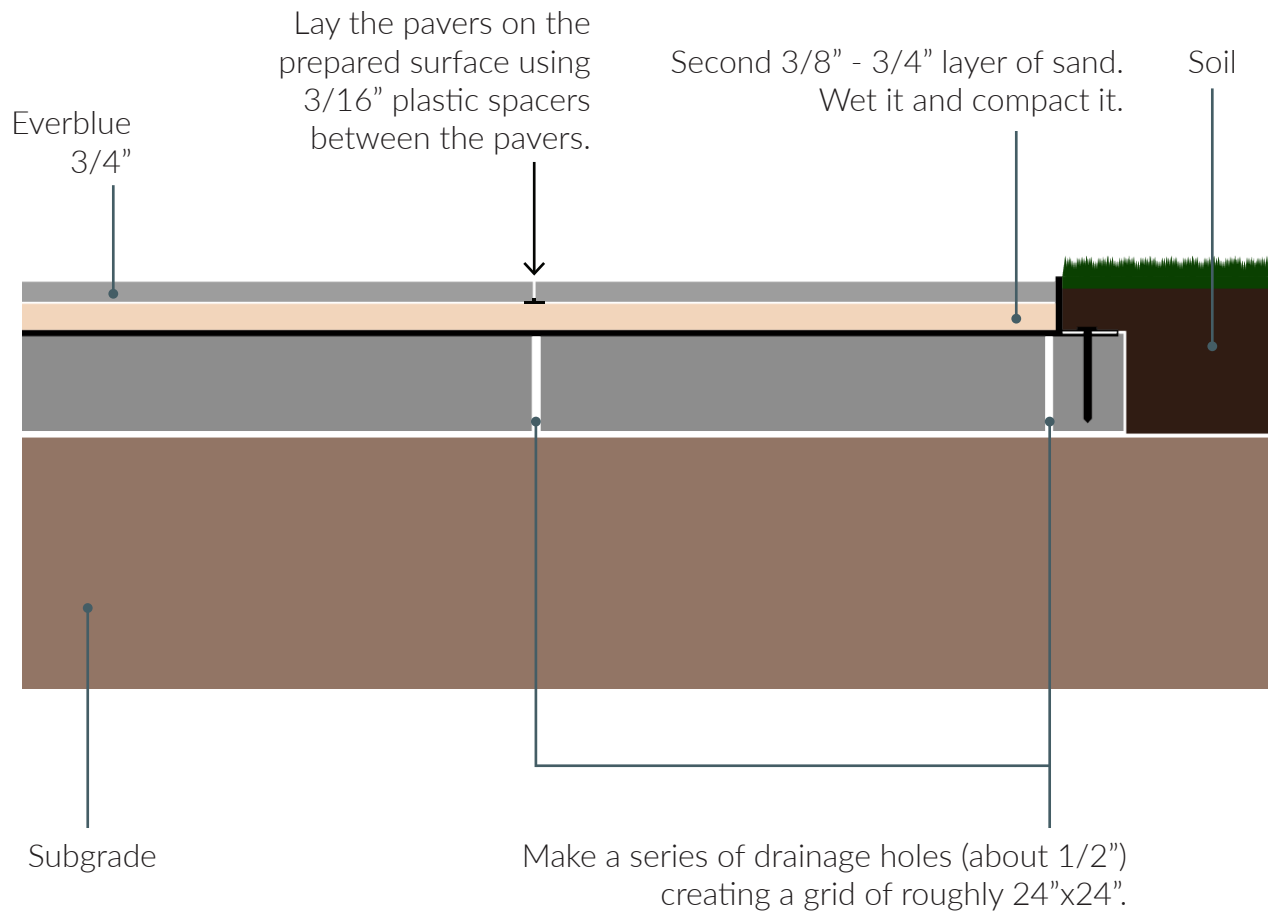 Lay the pavers on the
prepared surface using
3/16” plastic spacers
between the pavers.
Second 3/8” - 3/4” layer of sand.
Wet it and compact it.
Soil
Everblue
3/4”
Subgrade
Make a series of drainage holes (about 1/2”)
creating a grid of roughly 24”x24”.